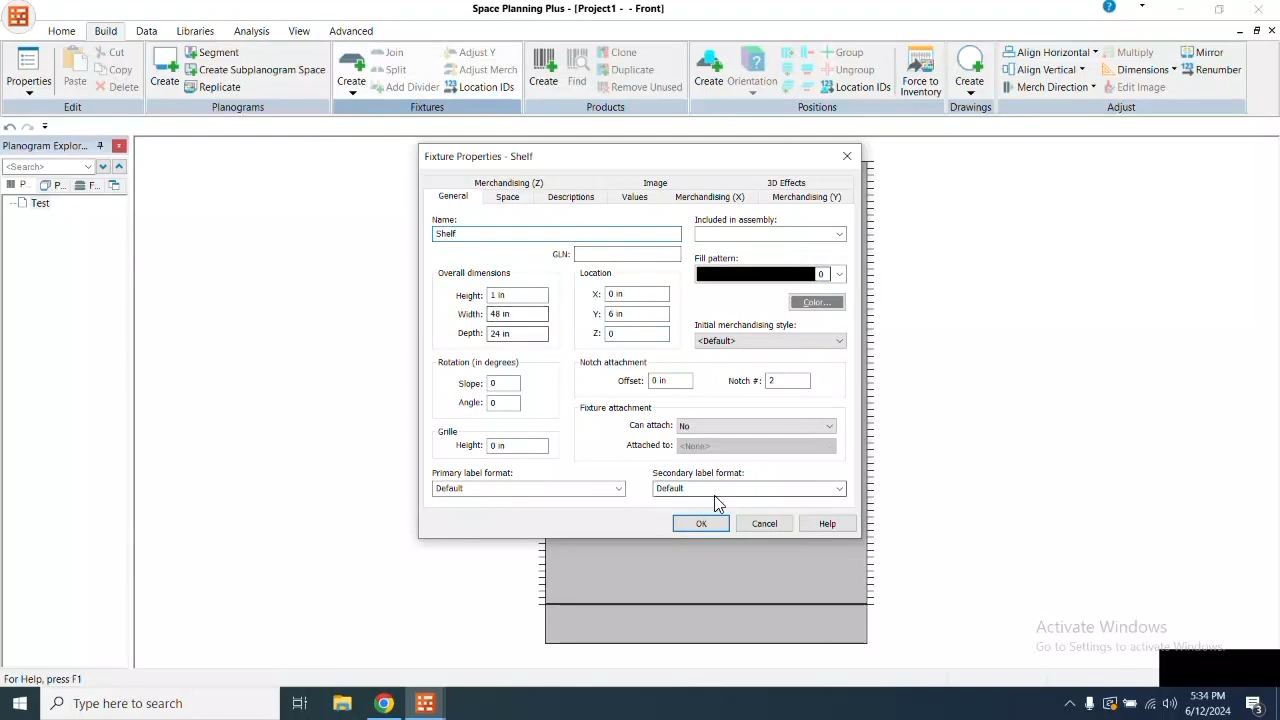 Space Planning Plus - [Project1 - - Front]
Home Build Data Libraries Analysis View Advanced
Properties Paste Cut Copy Delete Edit
Create Segment Create Subplanogram Space Replicate Planograms
Create Join Split Add Divider Adjust Y Adjust Merch Location IDs Fixtures
Create Find Clone Duplicate Remove Unused Products
Create Orientation Group Ungroup Location IDs Force to Inventory Positions
Create Drawings
Align Horizontal Align Vertical Merch Direction Multiply Dimensions Edit Image Mirror Renumber Adjust
Planogram Explor...
<Search>
P.. P... F...
Test
Fixture Properties - Shelf
Merchandising (Z) Image 3D Effects
General Space Descriptions Values Merchandising (X) Merchandising (Y)
Name:
Shelf
GLN:
Included in assembly:
Fill pattern:
0
Color...
Initial merchandising style:
<Default>
Overall dimensions
Height: 1 in
Width: 48 in
Depth: 24 in
Location
X: 0 in
Y: 6 in
Z: 0
Rotation (in degrees)
Slope: 0
Angle: 0
Notch attachment
Offset: 0 in Notch #: 2
Fixture attachment
Can attach: No
Attached to: <None>
Grille
Height: 0 in
Primary label format:
Default
Secondary label format:
Default
OK Cancel Help
Activate Windows
Go to Settings to activate Windows.
For Help, press F1
Type here to search
5:34 PM
6/12/2024
3